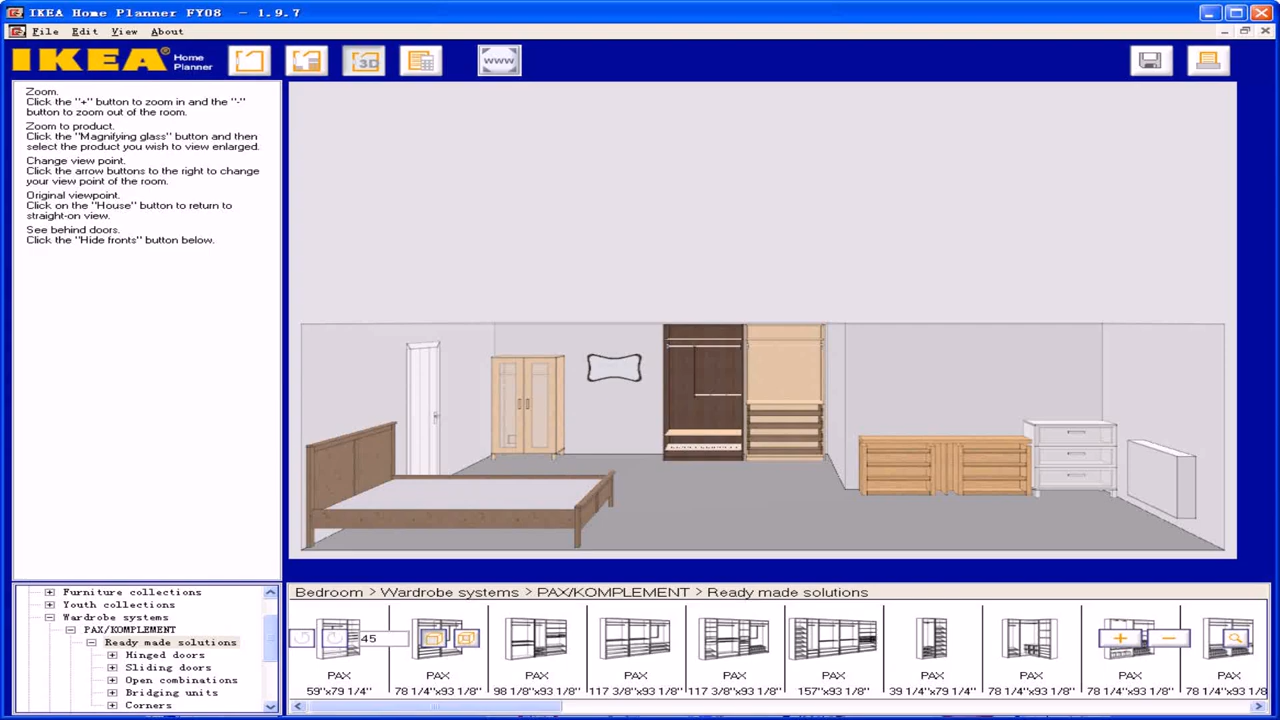 IKEA Home Planner FY08 - 1.9.7
File Edit View About
IKEA® Home Planner
3D
WWW
Zoom.
Click the "+" button to zoom in and the "-"
button to zoom out of the room.
Zoom to product.
Click the "Magnifying glass" button and then
select the product you wish to view enlarged.
Change view point.
Click the arrow buttons to the right to change
your view point of the room.
Original viewpoint.
Click on the "House" button to return to
straight-on view.
See behind doors.
Click the "Hide fronts" button below.
Furniture collections
Youth collections
Wardrobe systems
PAX/KOMPLEMENT
Ready made solutions
Hinged doors
Sliding doors
Open combinations
Bridging units
Corners
Bedroom > Wardrobe systems > PAX/KOMPLEMENT > Ready made solutions
45
PAX PAX PAX PAX PAX PAX PAX PAX PAX PAX
59"x79 1/4" 78 1/4"x93 1/8" 98 1/8"x93 1/8" 117 3/8"x93 1/8" 117 3/8"x93 1/8" 157"x93 1/8" 39 1/4"x79 1/4" 78 1/4"x93 1/8" 78 1/4"x93 1/8" 78 1/4"x93 1/8